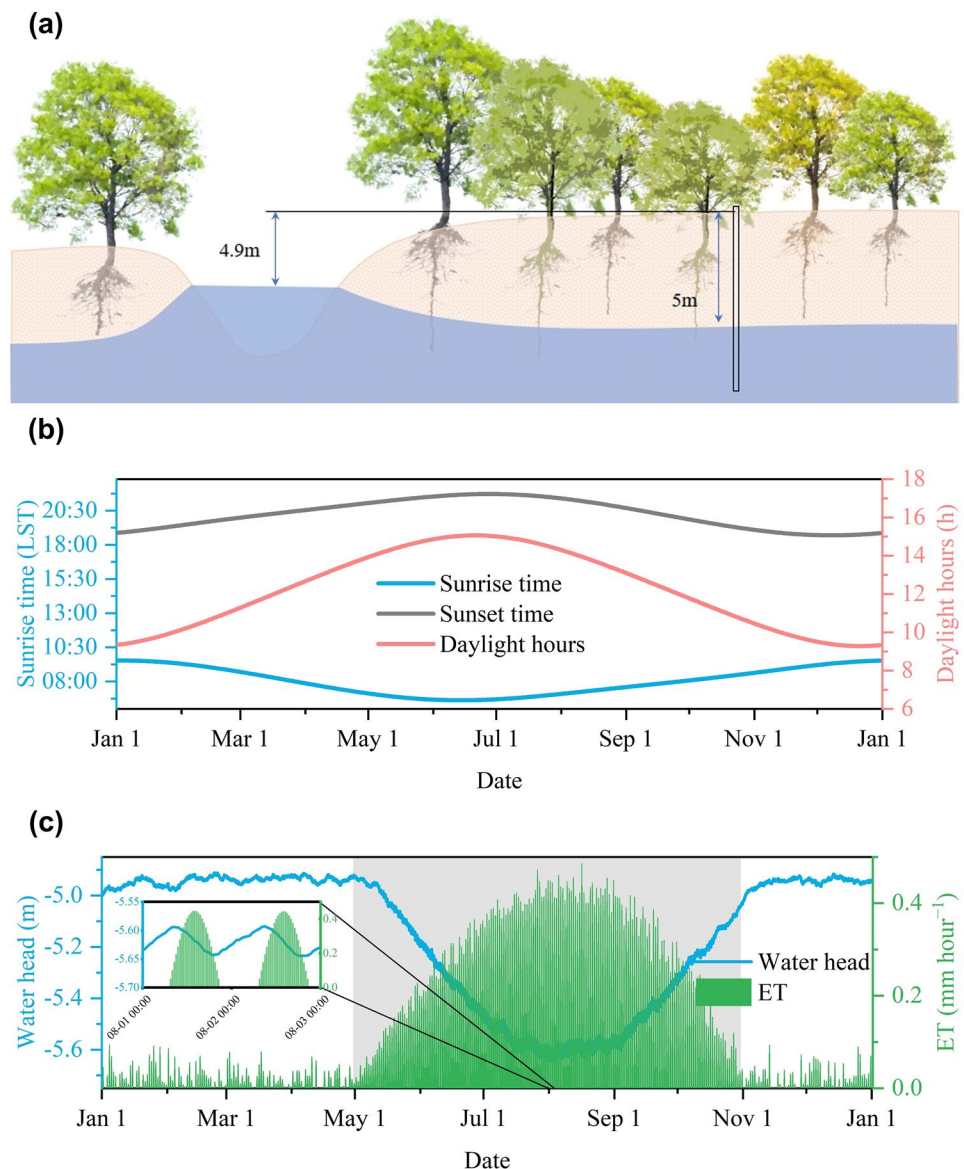 (a)
4.9m
5m
(b)
Sunrise time (LST)
20:30
18:00
15:30
13:00
10:30
08:00
Sunrise time
Sunset time
Daylight hours
18
16
14
12
10
8
6
Daylight hours (h)
Jan 1 Mar 1 May 1 Jul 1 Sep 1 Nov 1 Jan 1
Date
(c)
Water head (m)
-5.0
-5.2
-5.4
-5.6
-5.55
-5.60
-5.65
-5.70
0.4
0.2
0.0
08-01 00:00
08-02 00:00
08-03 00:00
Water head
ET
0.4
0.2
0.0
ET (mm hour⁻¹)
Jan 1 Mar 1 May 1 Jul 1 Sep 1 Nov 1 Jan 1
Date